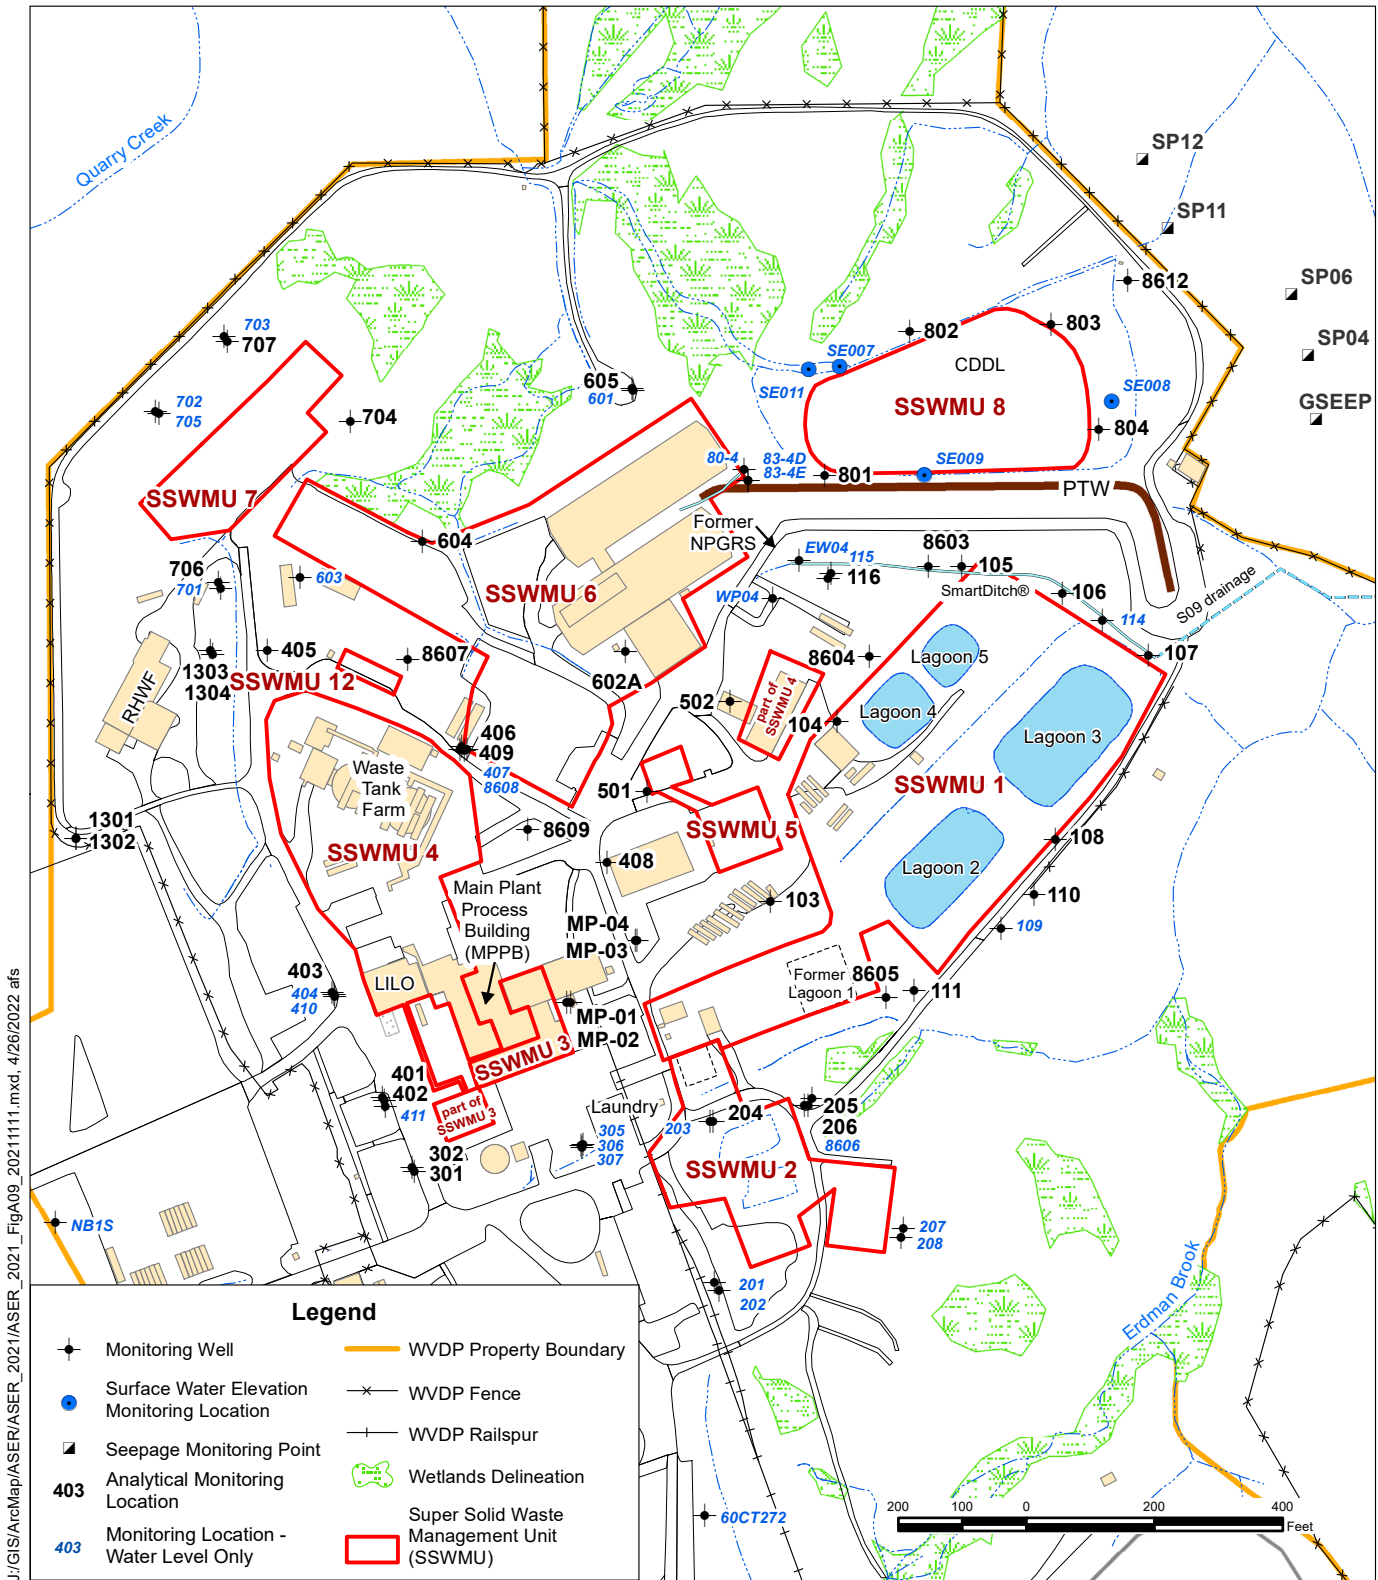 Quarry Creek
SP12
SP11
8612
SP06
SP04
GSEEP
703
707
802
803
SE007
CDDL
605
601
SE011
SE008
702
705
704
SSWMU 8
804
80-4
83-4D
83-4E
SE009
801
SSWMU 7
PTW
Former
NPGRS
604
EW04
115
8603
105
706
701
603
116
SmartDitch®
106
SSWMU 6
WP04
S09 drainage
114
405
8607
8604
Lagoon 5
107
1303
1304
SSWMU 12
602A
RHWF
502
part of
SSWMU 4
104
Lagoon 4
406
409
Lagoon 3
Waste
Tank
Farm
407
8608
501
SSWMU 1
1301
1302
8609
SSWMU 5
108
SSWMU 4
408
Lagoon 2
Main Plant
Process
Building
(MPPB)
103
110
MP-04
MP-03
109
403
404
410
LILO
Former
Lagoon 1
8605
111
MP-01
MP-02
SSWMU 3
401
402
411
part of
SSWMU 3
Laundry
305
306
307
203
204
205
206
8606
302
301
SSWMU 2
NB1S
207
208
Erdman Brook
201
202
60CT272
Legend
Monitoring Well
Surface Water Elevation
Monitoring Location
Seepage Monitoring Point
403
Analytical Monitoring
Location
403
Monitoring Location -
Water Level Only
WVDP Property Boundary
WVDP Fence
WVDP Railspur
Wetlands Delineation
Super Solid Waste
Management Unit
(SSWMU)
200
100
0
200
400
Feet
J:/GIS/ArcMap/ASER/ASER_2021/ASER_2021_FigA09_20211111.mxd, 4/26/2022 afs